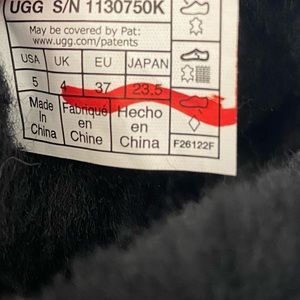 UGG S/N 1130750K
May be covered by Pat:
www.ugg.com/patents
USA UK EU JAPAN
5 4 37 23.5
Made in China
Fabriqué en Chine
Hecho en China
F26122F